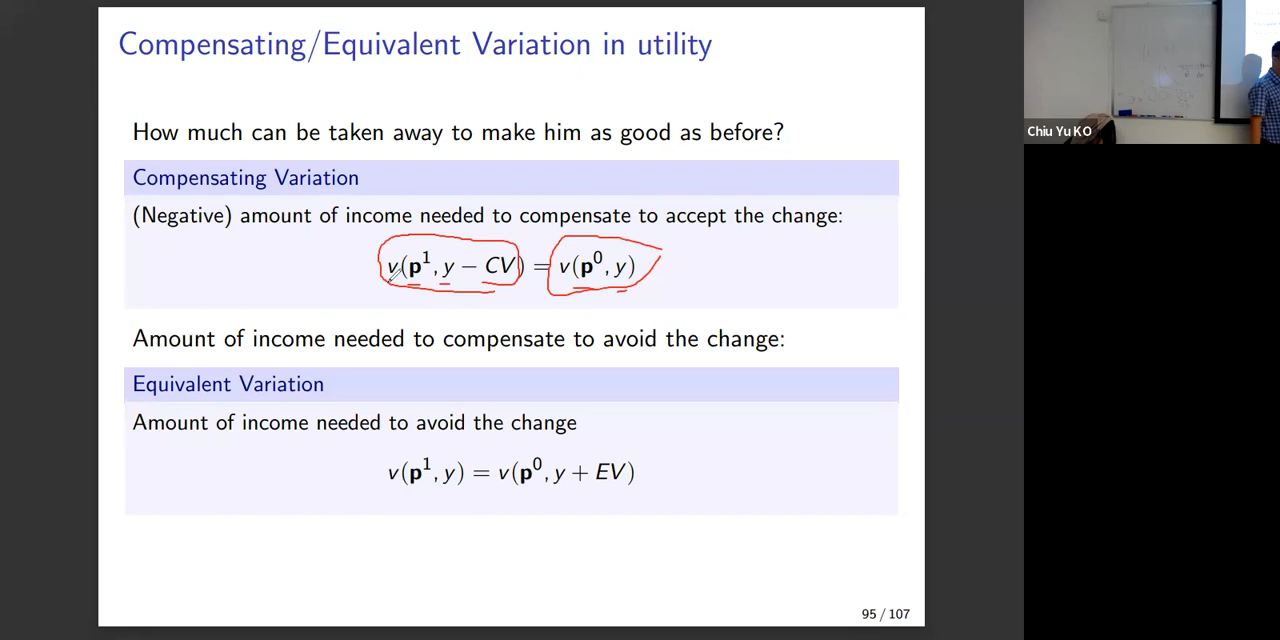 Compensating/Equivalent Variation in utility
How much can be taken away to make him as good as before?
Compensating Variation
(Negative) amount of income needed to compensate to accept the change:
v(p¹, y − CV) = v(p⁰, y)
Amount of income needed to compensate to avoid the change:
Equivalent Variation
Amount of income needed to avoid the change
v(p¹, y) = v(p⁰, y + EV)
95 / 107
Chiu Yu KO